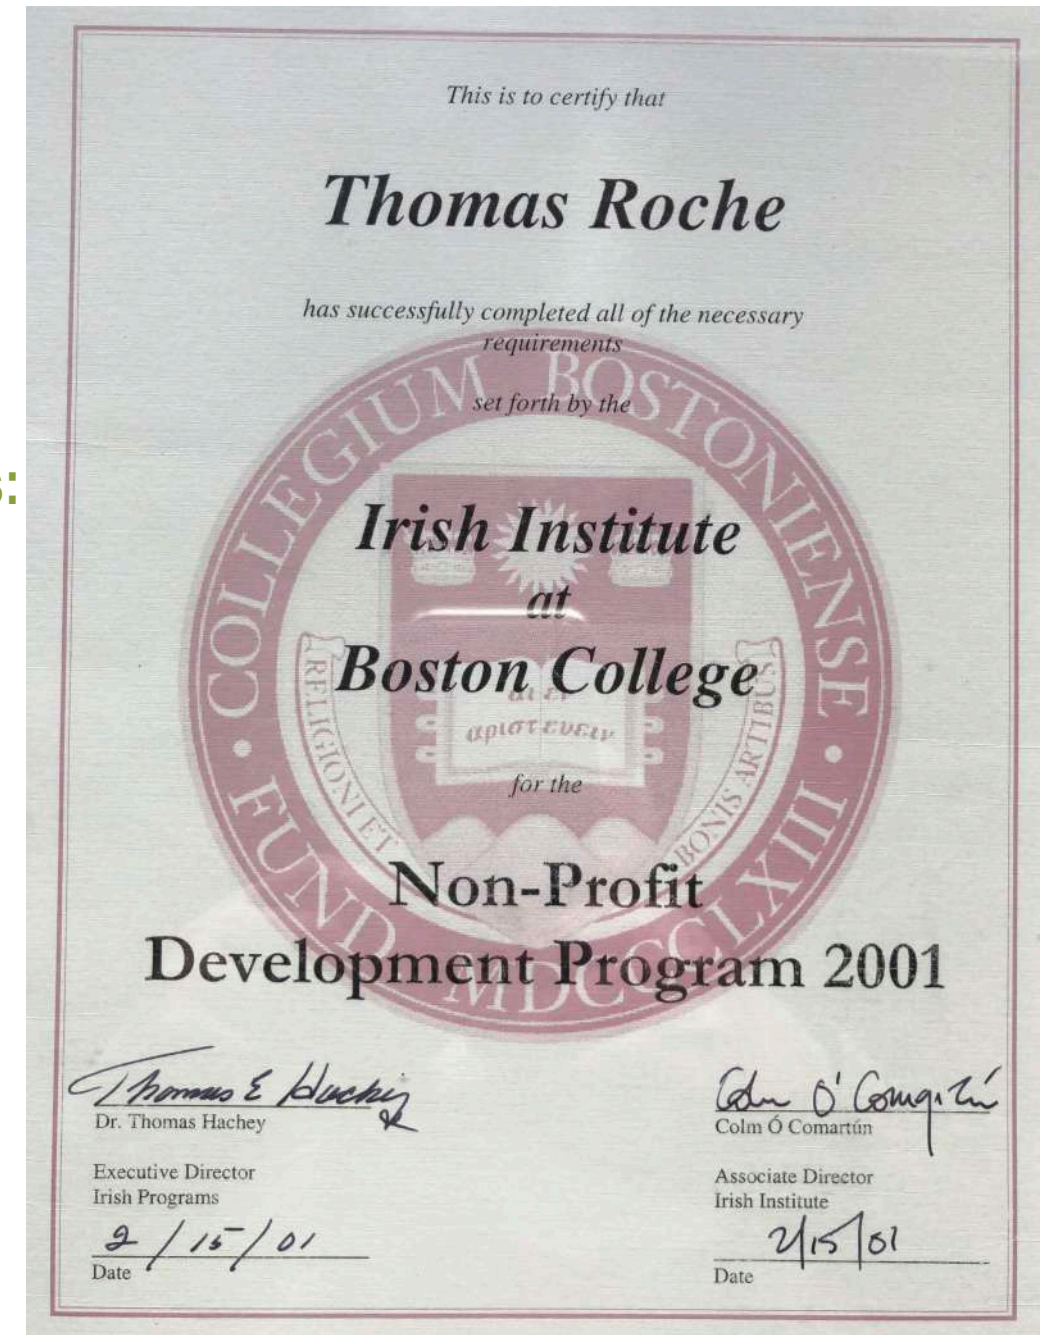 This is to certify that
Thomas Roche
has successfully completed all of the necessary
requirements
set forth by the
Irish Institute
at
Boston College
for the
Non-Profit
Development Program 2001
COLLEGIUM BOSTONIENSE
FUND MDCCCLXIII
RELIGIONI ET
BONIS ARTIBUS
αιεν
αριστευειν
s:
Thomas E Hachey
Dr. Thomas Hachey
Executive Director
Irish Programs
2/15/01
Date
Colm Ó Comartún
Colm Ó Comartún
Associate Director
Irish Institute
2/15/01
Date